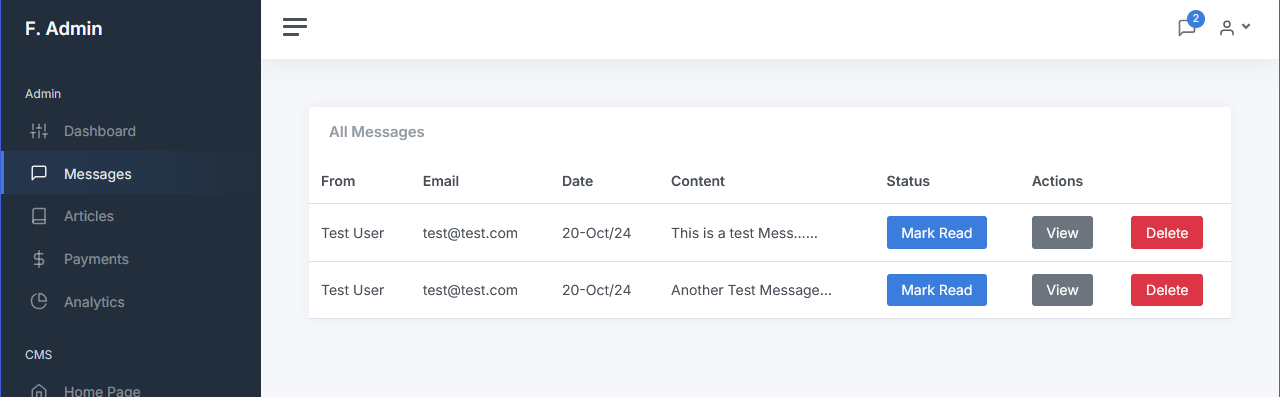 F. Admin
2
Admin
Dashboard
Messages
Articles
Payments
Analytics
CMS
Home Page
All Messages
From Email Date Content Status Actions
Test User test@test.com 20-Oct/24 This is a test Mess...... Mark Read View Delete
Test User test@test.com 20-Oct/24 Another Test Message... Mark Read View Delete